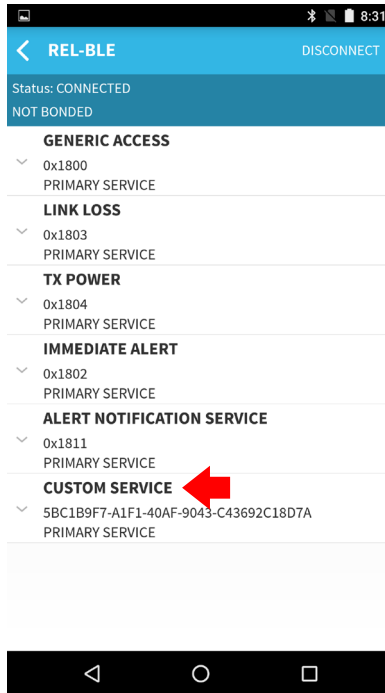 8:31
REL-BLE
DISCONNECT
Status: CONNECTED
NOT BONDED
GENERIC ACCESS
0x1800
PRIMARY SERVICE
LINK LOSS
0x1803
PRIMARY SERVICE
TX POWER
0x1804
PRIMARY SERVICE
IMMEDIATE ALERT
0x1802
PRIMARY SERVICE
ALERT NOTIFICATION SERVICE
0x1811
PRIMARY SERVICE
CUSTOM SERVICE
5BC1B9F7-A1F1-40AF-9043-C43692C18D7A
PRIMARY SERVICE